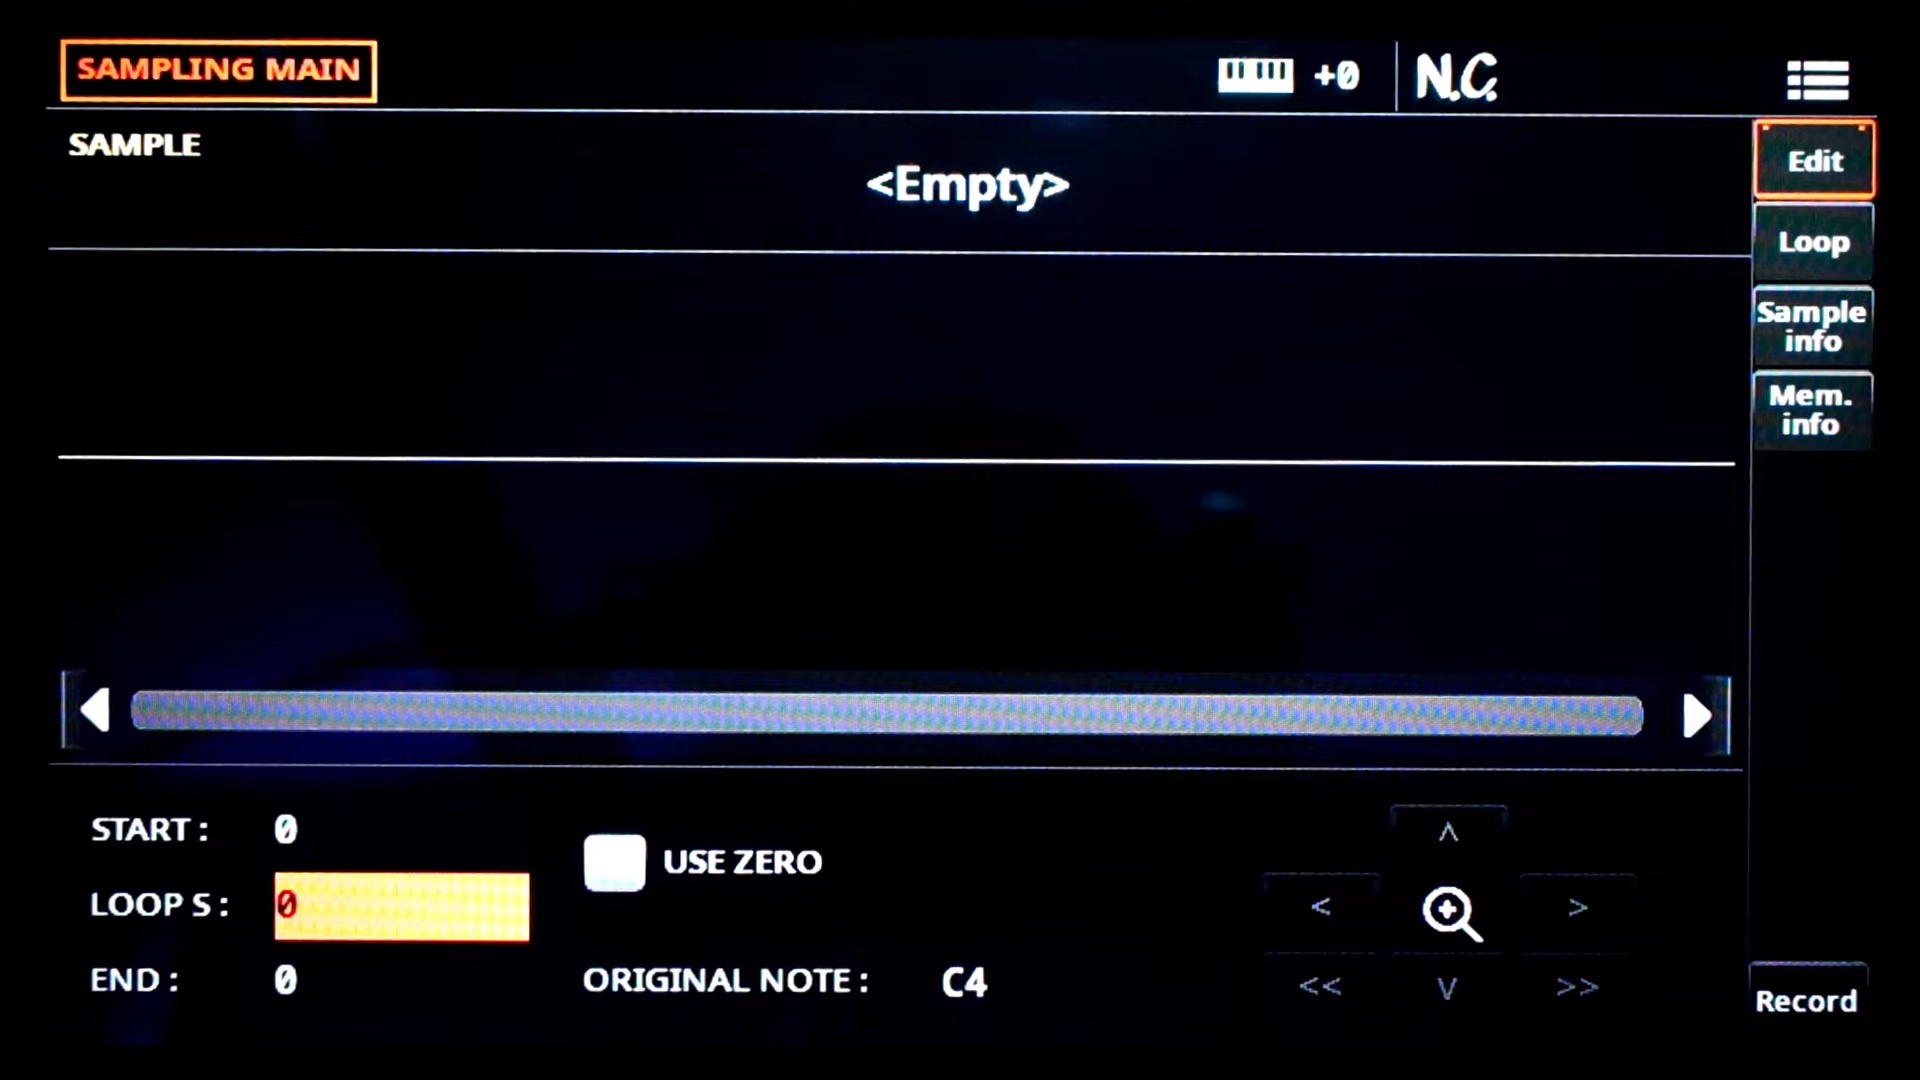 SAMPLING MAIN
+0
N.C.
SAMPLE
<Empty>
Edit
Loop
Sample
info
Mem.
info
START : 0
USE ZERO
LOOP S : 0
END : 0
ORIGINAL NOTE : C4
^
< >
<< v >>
Record